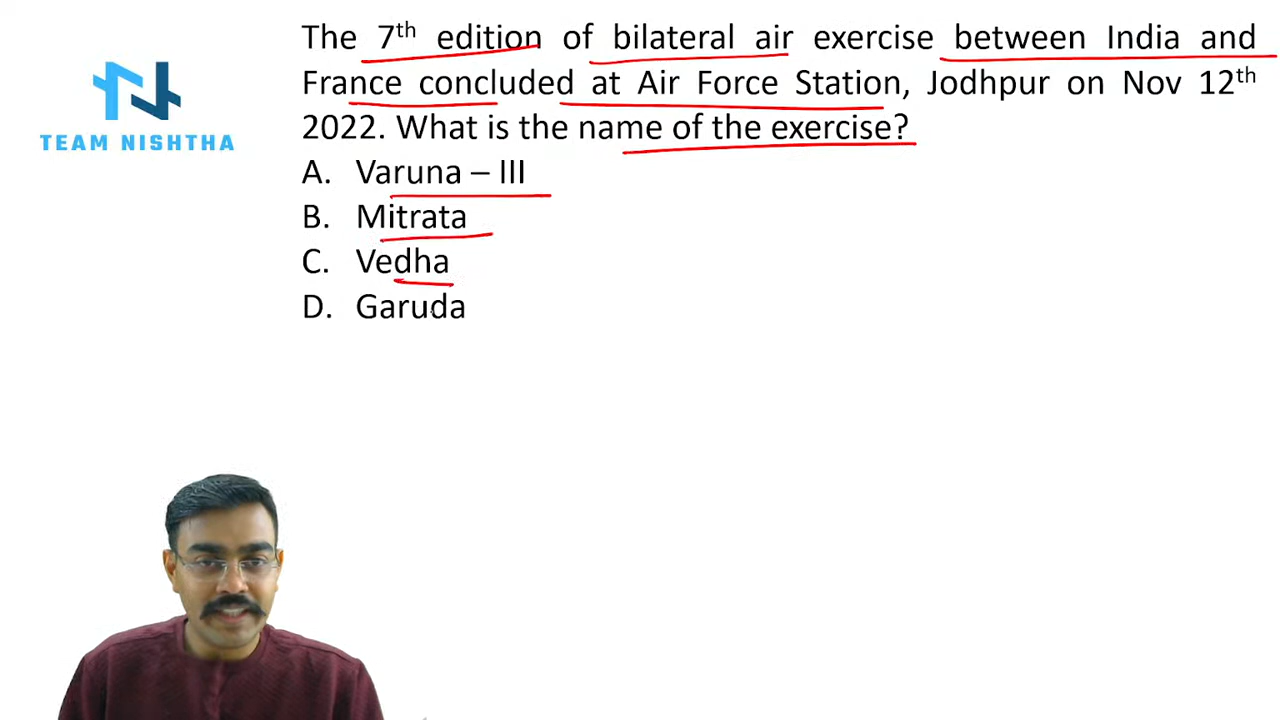 The 7th edition of bilateral air exercise between India and
France concluded at Air Force Station, Jodhpur on Nov 12th
2022. What is the name of the exercise?
A. Varuna – III
B. Mitrata
C. Vedha
D. Garuda
TEAM NISHTHA